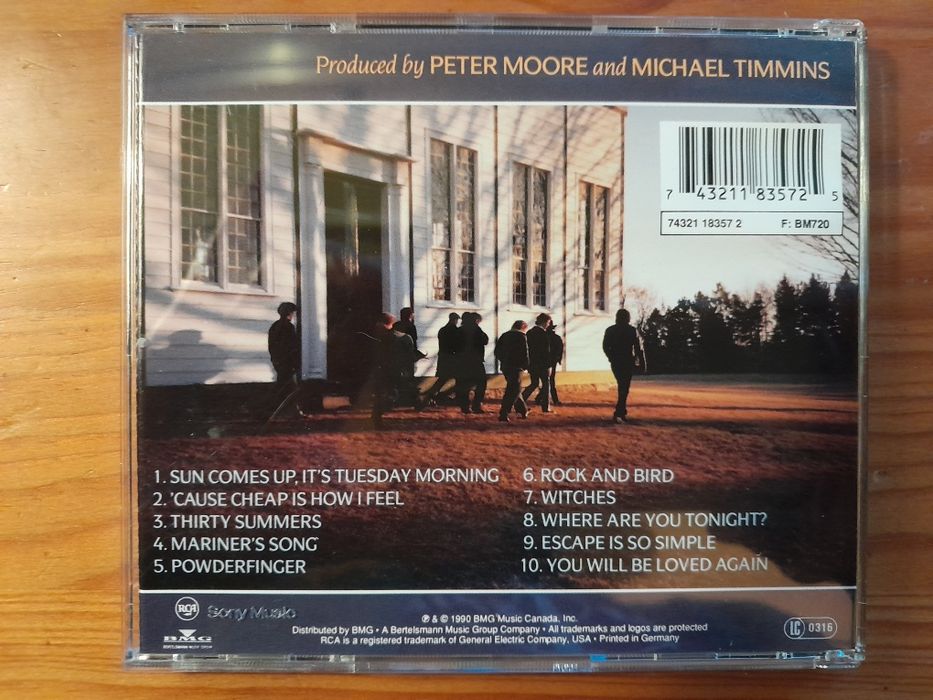 Produced by PETER MOORE and MICHAEL TIMMINS
7 43211 83572 5
74321 18357 2 F: BM720
1. SUN COMES UP, IT'S TUESDAY MORNING
2. 'CAUSE CHEAP IS HOW I FEEL
3. THIRTY SUMMERS
4. MARINER'S SONG
5. POWDERFINGER
6. ROCK AND BIRD
7. WITCHES
8. WHERE ARE YOU TONIGHT?
9. ESCAPE IS SO SIMPLE
10. YOU WILL BE LOVED AGAIN
RCA Sony Music
BMG
BERTELSMANN MUSIC GROUP
℗ & © 1990 BMG Music Canada, Inc.
Distributed by BMG • A Bertelsmann Music Group Company • All trademarks and logos are protected
RCA is a registered trademark of General Electric Company, USA • Printed in Germany
LC 0316